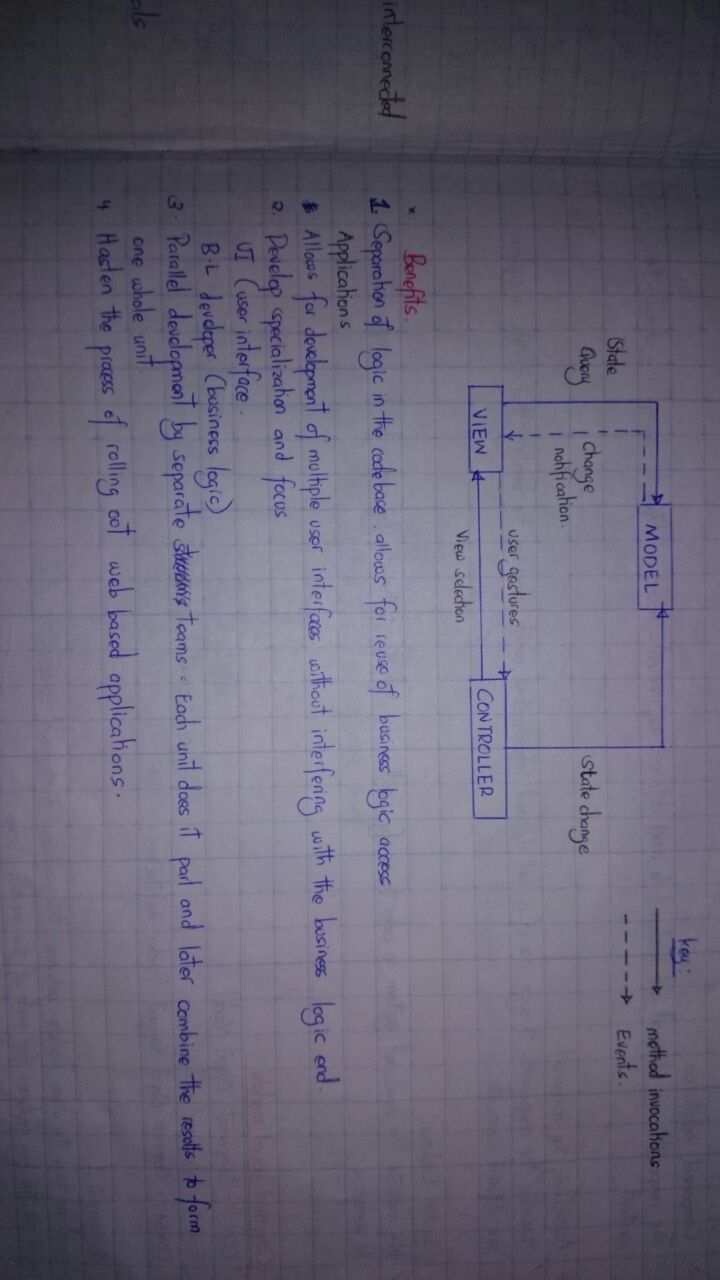 key:
method invocations
Events.
MODEL
State
Query
change
notification.
state change
user gestures
VIEW
CONTROLLER
View selection
Benefits.
interconnected
1. Separation of logic in the codebase. allows for reuse of business logic access.
Applications
Allows for development of multiple user interfaces without interfering with the business logic end.
2. Develop specialization and focus
UI (user interface.
B.L develper (business logic)
3. Parallel development by separate Teams. Each unit does it part and later combine the results to form
one whole unit.
als
4 Hasten the process of rolling out web based applications.